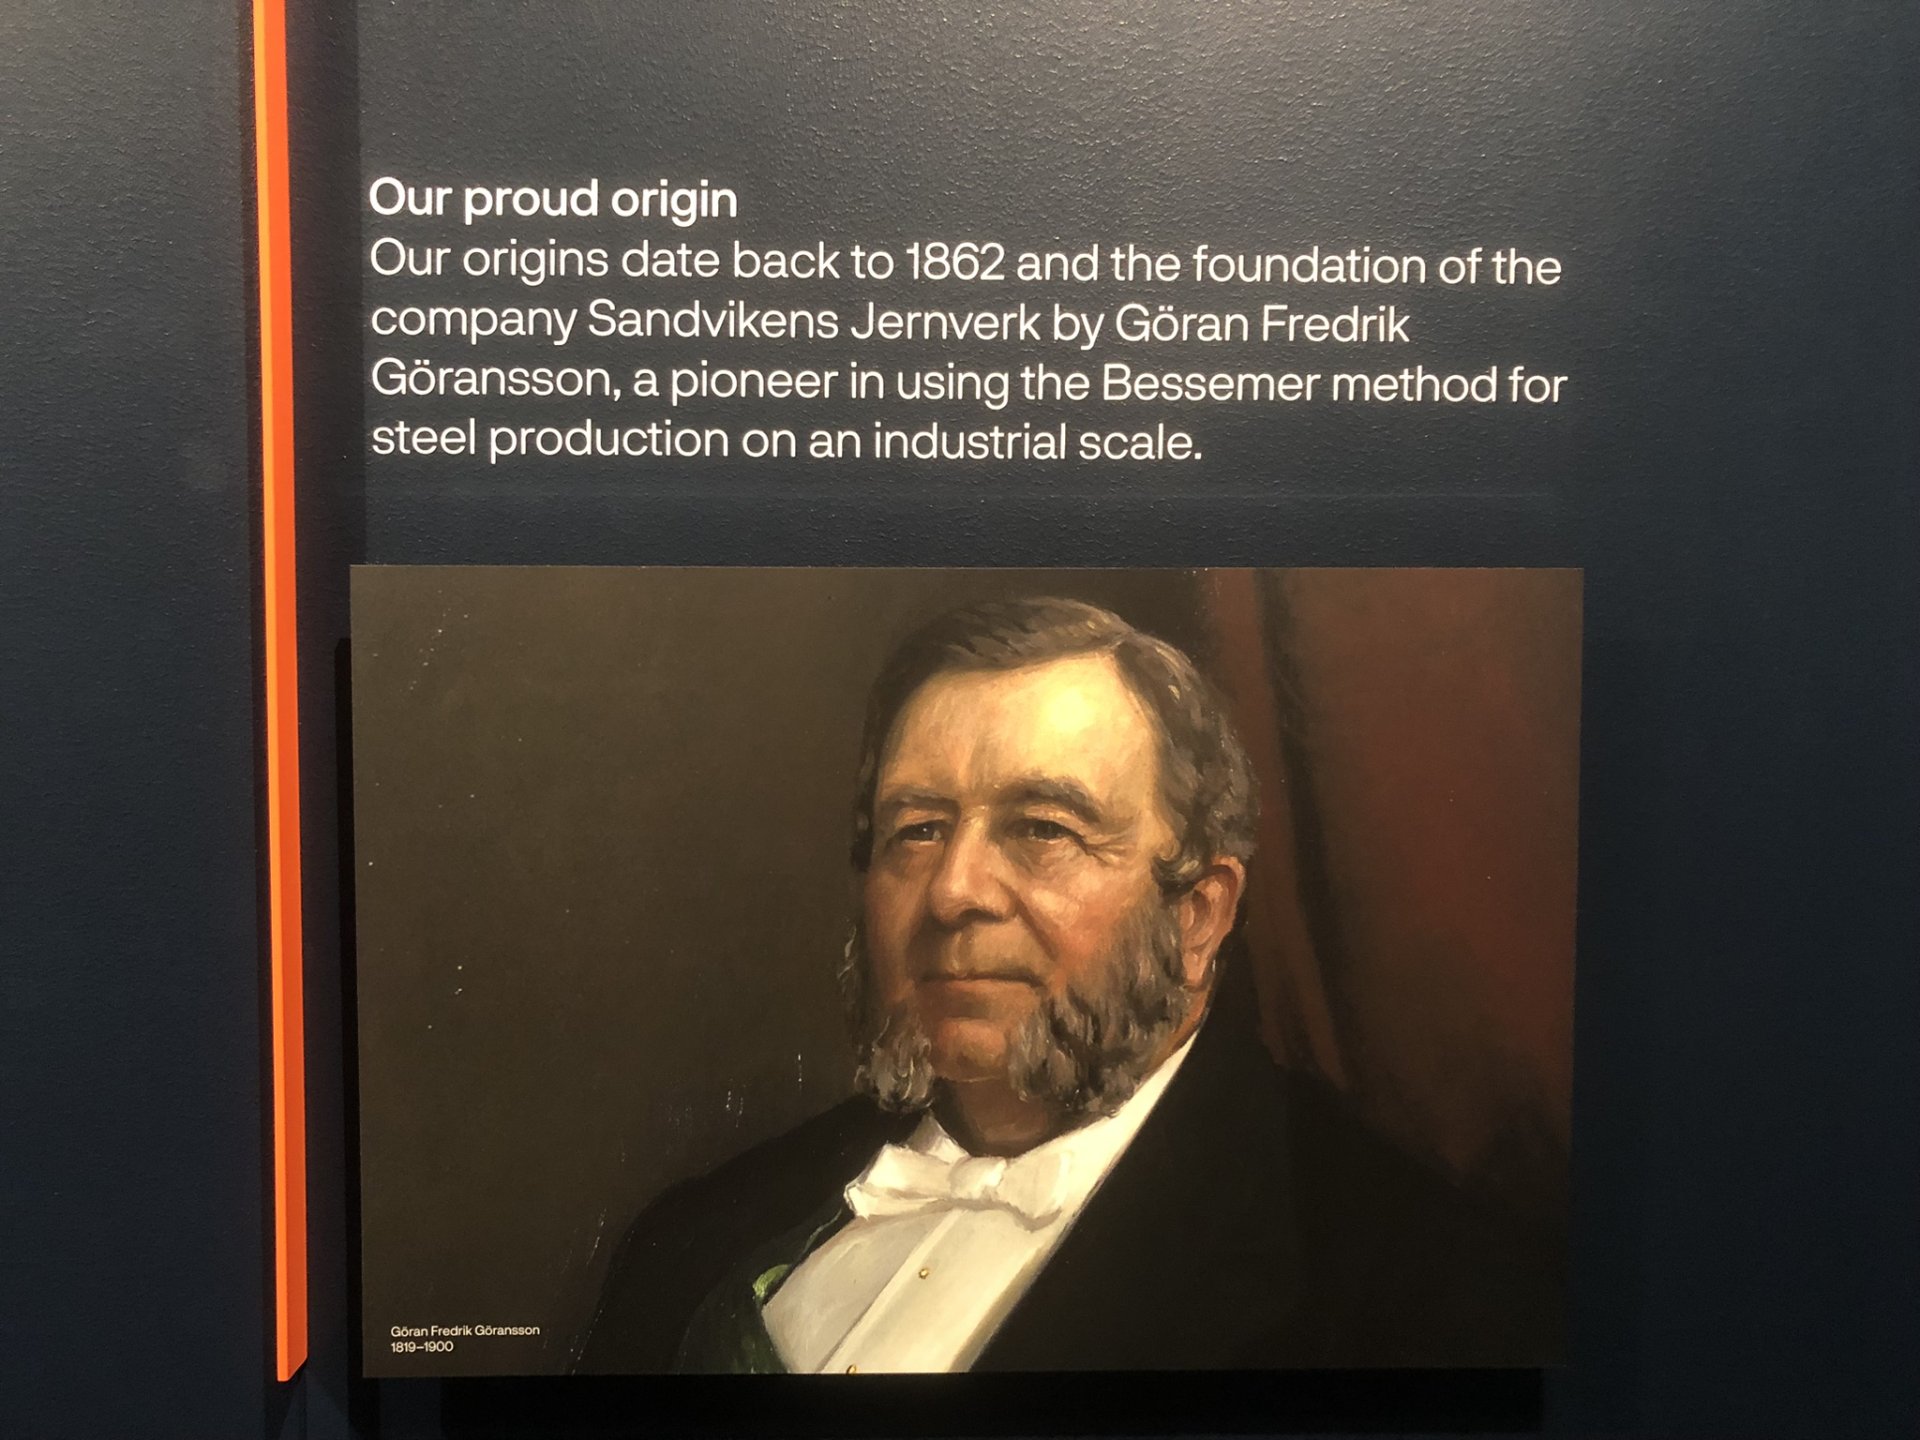 Our proud origin
Our origins date back to 1862 and the foundation of the
company Sandvikens Jernverk by Göran Fredrik
Göransson, a pioneer in using the Bessemer method for
steel production on an industrial scale.
Göran Fredrik Göransson
1819–1900